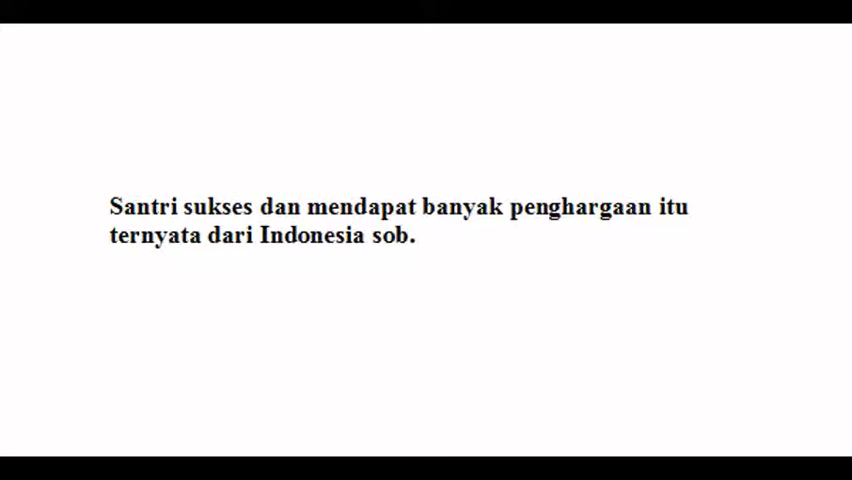 Santri sukses dan mendapat banyak penghargaan itu
ternyata dari Indonesia sob.